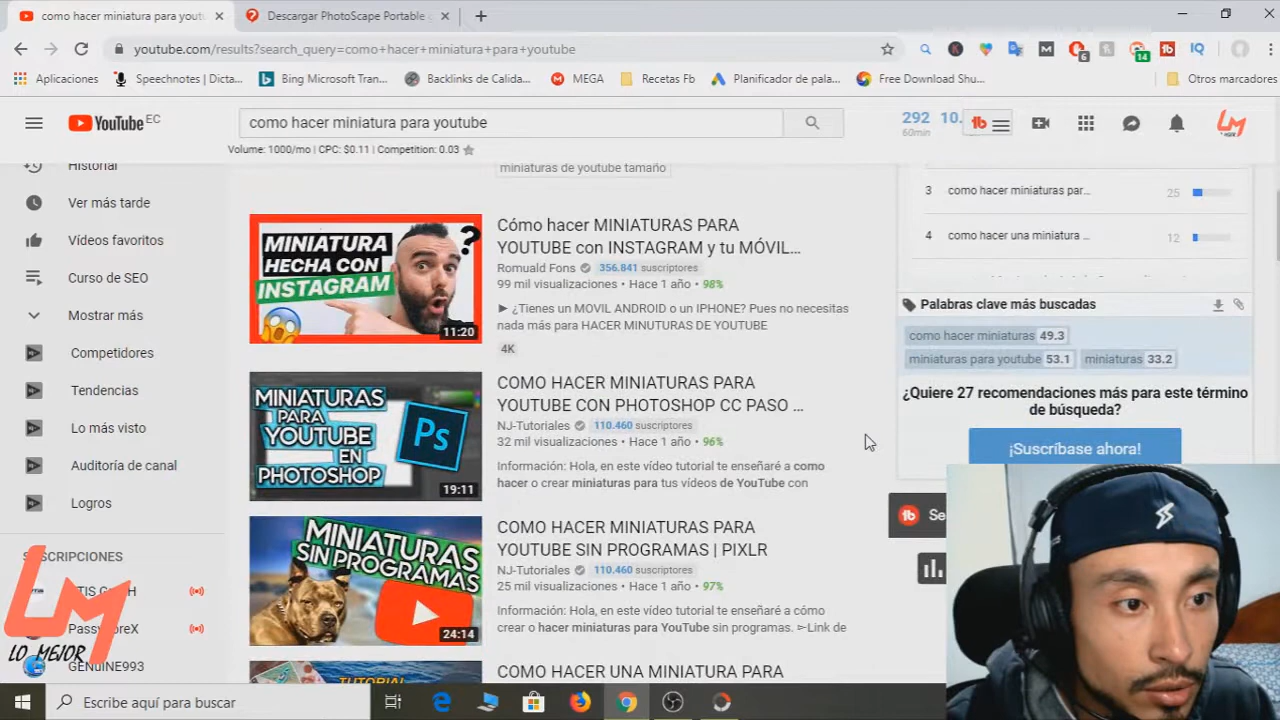 como hacer miniatura para yout
Descargar PhotoScape Portable
youtube.com/results?search_query=como+hacer+miniatura+para+youtube
6
14
IQ
Aplicaciones
Speechnotes | Dicta...
Bing Microsoft Tran...
Backlinks de Calida...
MEGA
Recetas Fb
Planificador de pala...
Free Download Shu...
Otros marcadores
YouTube EC
como hacer miniatura para youtube
292
60min
10.
Volume: 1000/mo | CPC: $0.11 | Competition: 0.03
Historial
Ver más tarde
Vídeos favoritos
Curso de SEO
Mostrar más
Competidores
Tendencias
Lo más visto
Auditoría de canal
Logros
SUSCRIPCIONES
GENUINE993
LM
LO MEJOR
miniaturas de youtube tamaño
MINIATURA
HECHA CON
INSTAGRAM
?
11:20
Cómo hacer MINIATURAS PARA
YOUTUBE con INSTAGRAM y tu MÓVIL...
Romuald Fons 356.841 suscriptores
99 mil visualizaciones • Hace 1 año • 98%
► ¿Tienes un MOVIL ANDROID o un IPHONE? Pues no necesitas
nada más para HACER MINUTURAS DE YOUTUBE
4K
MINIATURAS
PARA
YOUTUBE
EN
PHOTOSHOP
Ps
19:11
COMO HACER MINIATURAS PARA
YOUTUBE CON PHOTOSHOP CC PASO ...
NJ-Tutoriales 110.460 suscriptores
32 mil visualizaciones • Hace 1 año • 96%
Información: Hola, en este vídeo tutorial te enseñaré a como
hacer o crear miniaturas para tus vídeos de YouTube con
MINIATURAS
SIN PROGRAMAS
24:14
COMO HACER MINIATURAS PARA
YOUTUBE SIN PROGRAMAS | PIXLR
NJ-Tutoriales 110.460 suscriptores
25 mil visualizaciones • Hace 1 año • 97%
Información: Hola, en este vídeo tutorial te enseñaré a cómo
crear o hacer miniaturas para YouTube sin programas. ➢Link de
TUTORIAL
COMO HACER UNA MINIATURA PARA
3 como hacer miniaturas par... 25
4 como hacer una miniatura ... 12
Palabras clave más buscadas
como hacer miniaturas 49.3
miniaturas para youtube 53.1
miniaturas 33.2
¿Quiere 27 recomendaciones más para este término
de búsqueda?
¡Suscríbase ahora!
Se
Escribe aquí para buscar